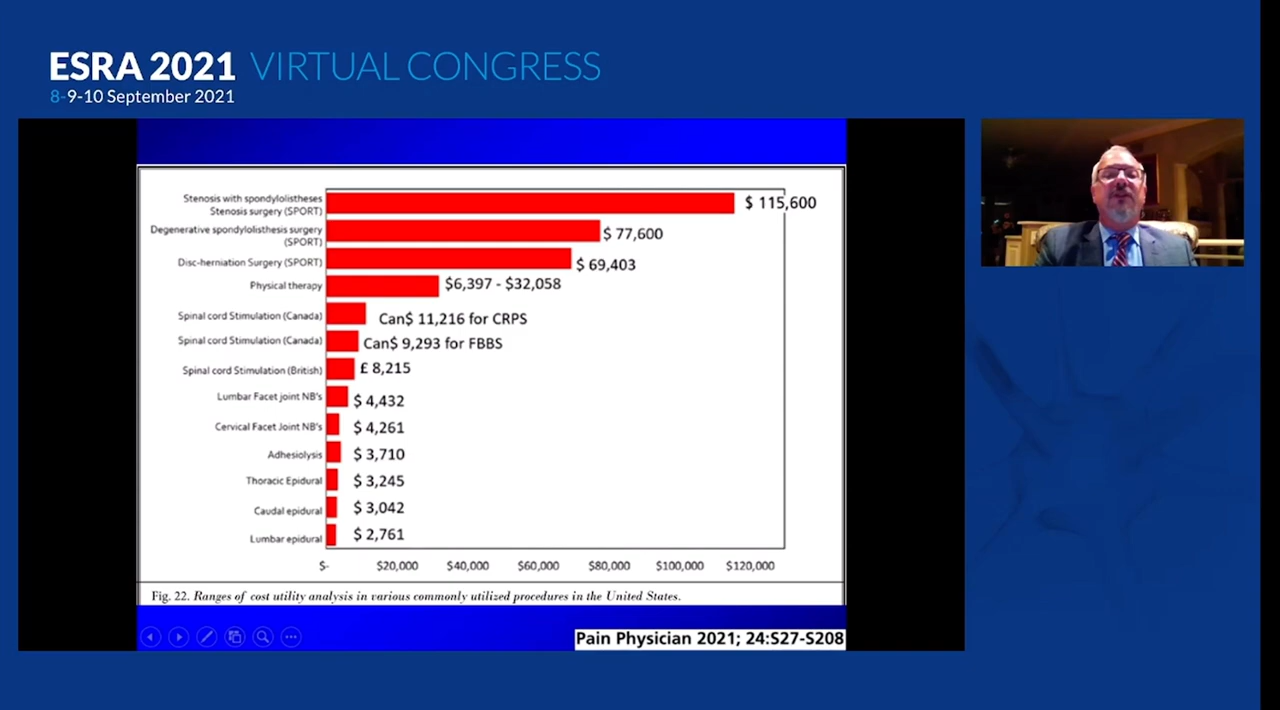 ESRA 2021 VIRTUAL CONGRESS
8-9-10 September 2021
Stenosis with spondylolistheses
Stenosis surgery (SPORT)
$ 115,600
Degenerative spondylolisthesis surgery
(SPORT)
$ 77,600
Disc-herniation Surgery (SPORT)
$ 69,403
Physical therapy
$6,397 - $32,058
Spinal cord Stimulation (Canada)
Can$ 11,216 for CRPS
Spinal cord Stimulation (Canada)
Can$ 9,293 for FBBS
Spinal cord Stimulation (British)
£ 8,215
Lumbar Facet joint NB's
$ 4,432
Cervical Facet Joint NB's
$ 4,261
Adhesiolysis
$ 3,710
Thoracic Epidural
$ 3,245
Caudal epidural
$ 3,042
Lumbar epidural
$ 2,761
$- $20,000 $40,000 $60,000 $80,000 $100,000 $120,000
Fig. 22. Ranges of cost utility analysis in various commonly utilized procedures in the United States.
Pain Physician 2021; 24:S27-S208